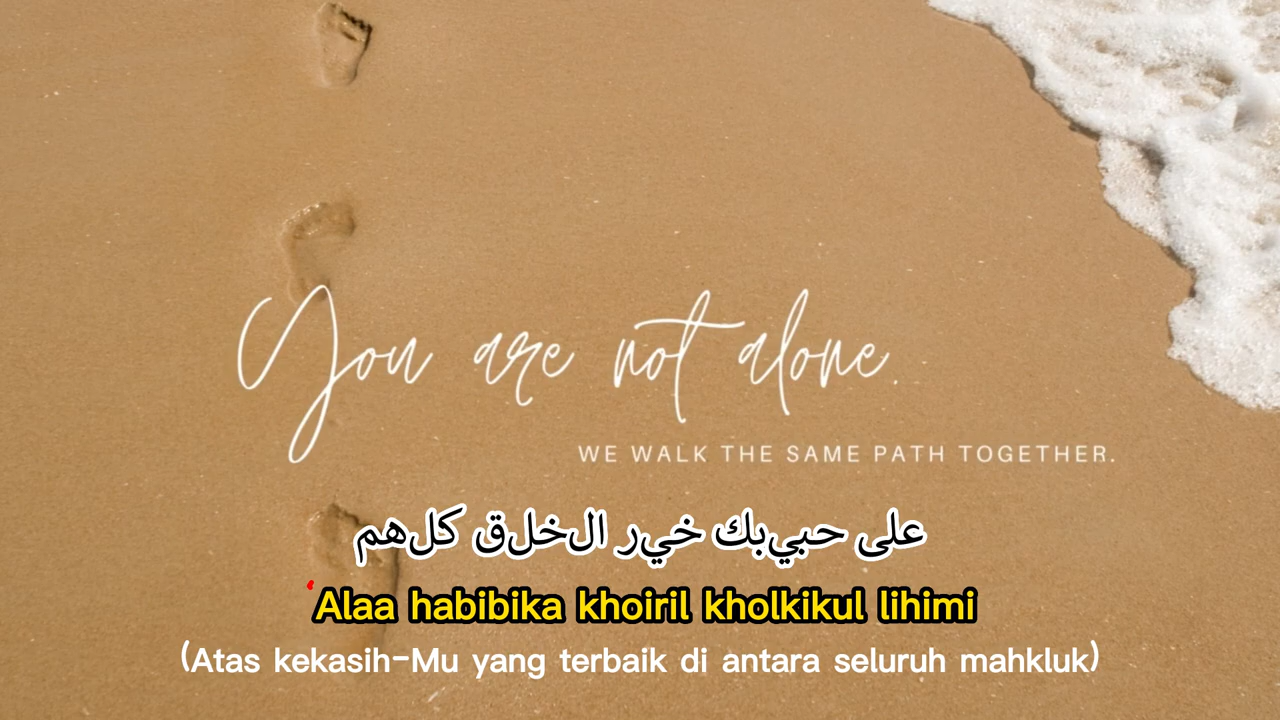 You are not alone.
WE WALK THE SAME PATH TOGETHER.
على حبيبك خير الخلق كلهم
‘Alaa habibika khoiril kholkikul lihimi
(Atas kekasih-Mu yang terbaik di antara seluruh mahkluk)